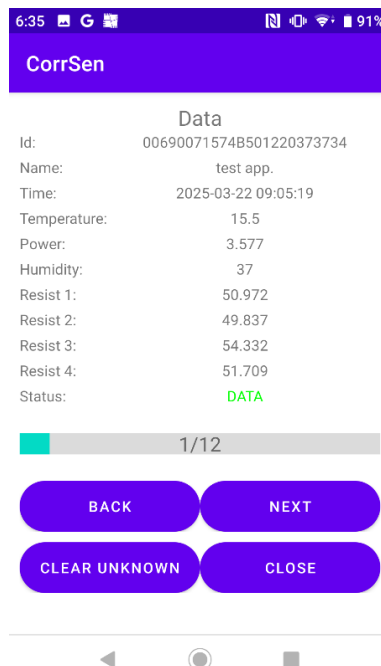 6:35 G 91%
CorrSen
Data
Id: 00690071574B501220373734
Name: test app.
Time: 2025-03-22 09:05:19
Temperature: 15.5
Power: 3.577
Humidity: 37
Resist 1: 50.972
Resist 2: 49.837
Resist 3: 54.332
Resist 4: 51.709
Status: DATA
1/12
BACK NEXT
CLEAR UNKNOWN CLOSE